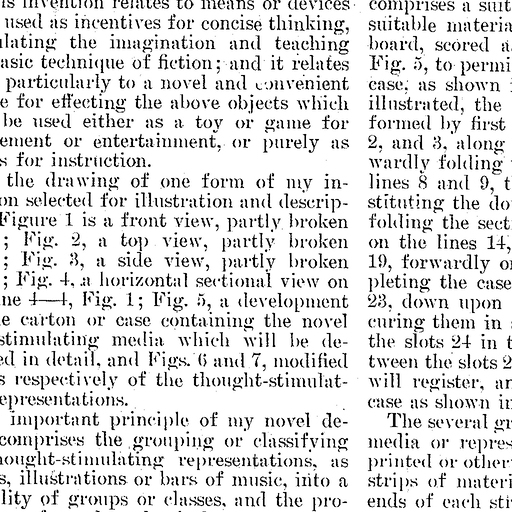 is invention relates to means or devices
used as incentives for concise thinking,
lating the imagination and teaching
asic technique of fiction; and it relates
particularly to a novel and convenient
e for effecting the above objects which
be used either as a toy or game for
ement or entertainment, or purely as
s for instruction.
the drawing of one form of my in-
on selected for illustration and descrip-
Figure 1 is a front view, partly broken
; Fig. 2, a top view, partly broken
; Fig. 3, a side view, partly broken
; Fig. 4, a horizontal sectional view on
ne 4—4, Fig. 1; Fig. 5, a development
e carton or case containing the novel
stimulating media which will be de-
ed in detail, and Figs. 6 and 7, modified
s respectively of the thought-stimulat-
epresentations.
important principle of my novel de-
comprises the grouping or classifying
hought-stimulating representations, as
s, illustrations or bars of music, into a
lity of groups or classes, and the pro-
comprises a suit
suitable materia
board, scored a
Fig. 5, to permi
case, as shown i
illustrated, the
formed by first
2, and 3, along
wardly folding
lines 8 and 9, t
stituting the do
folding the sect
on the lines 14,
19, forwardly o
pleting the case
23, down upon
curing them in
the slots 24 in t
tween the slots 2
will register, an
case as shown in
The several gr
media or repres
printed or other
strips of materi
ends of each sti